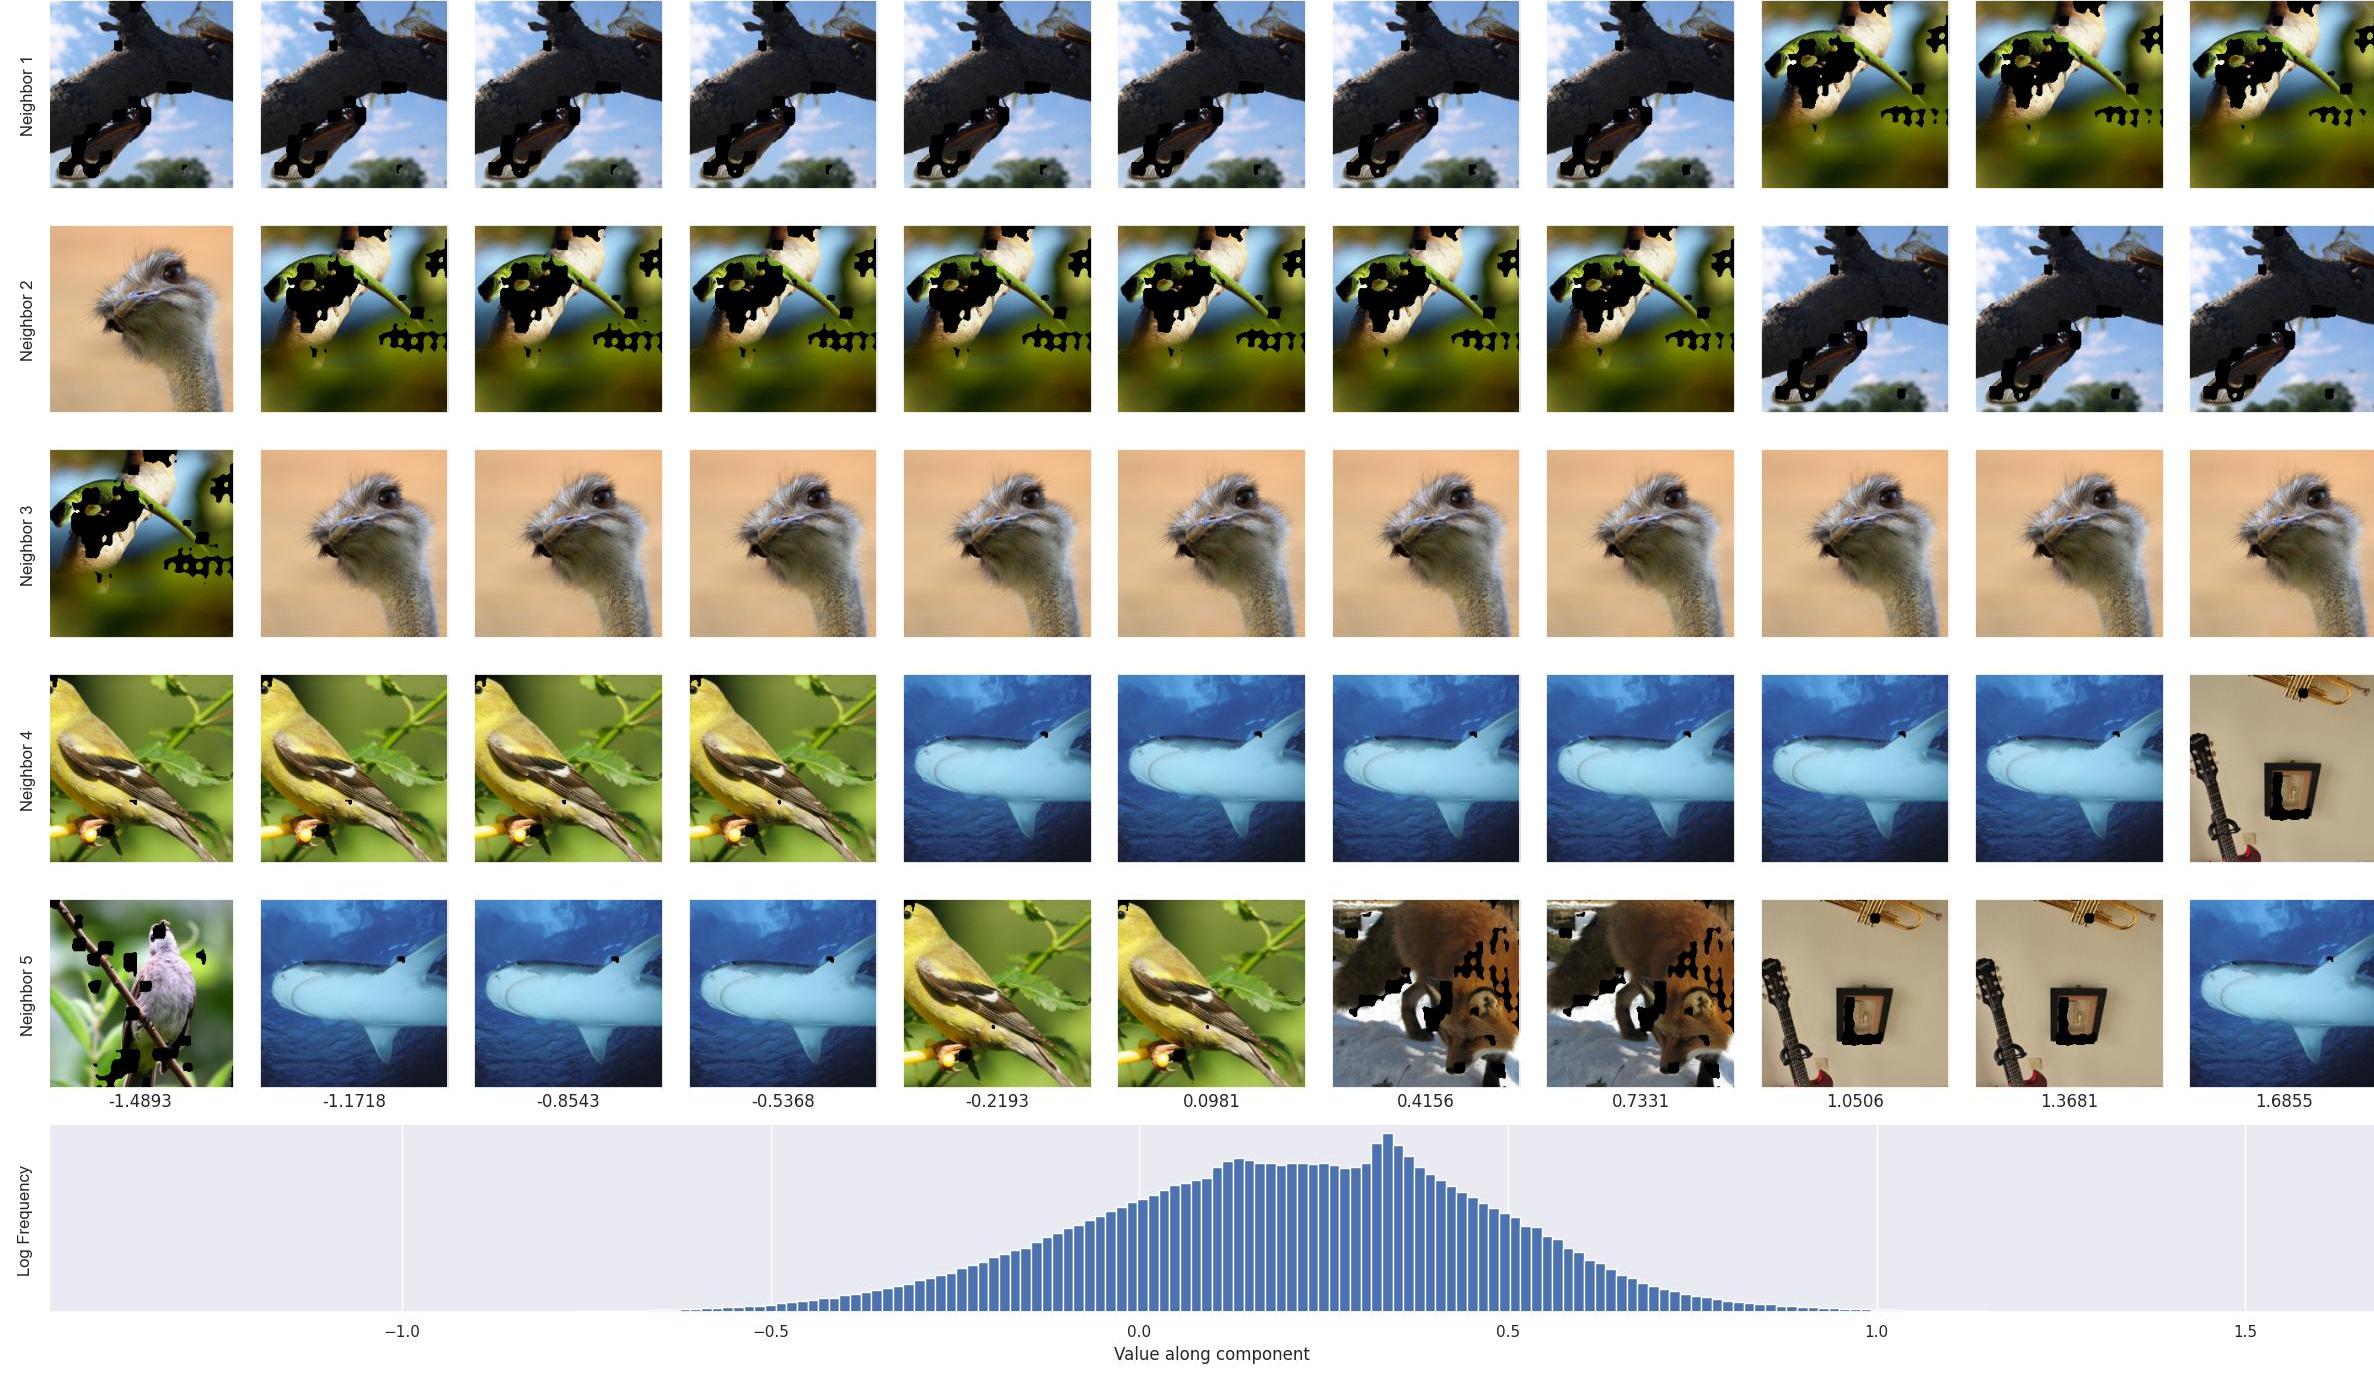 Neighbor 1
Neighbor 2
Neighbor 3
Neighbor 4
Neighbor 5
-1.4893 -1.1718 -0.8543 -0.5368 -0.2193 0.0981 0.4156 0.7331 1.0506 1.3681 1.6855
Log Frequency
−1.0 −0.5 0.0 0.5 1.0 1.5
Value along component